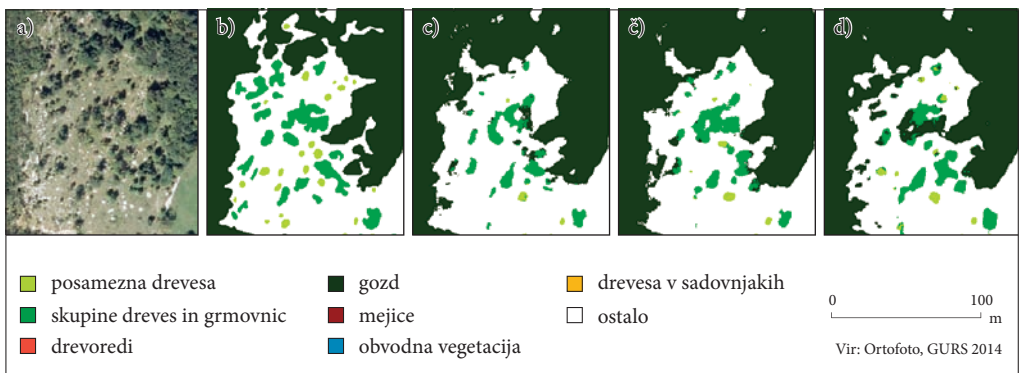 a) b) c) č) d)
posamezna drevesa
skupine dreves in grmovnic
drevoredi
gozd
mejice
obvodna vegetacija
drevesa v sadovnjakih
ostalo
0 100
m
Vir: Ortofoto, GURS 2014